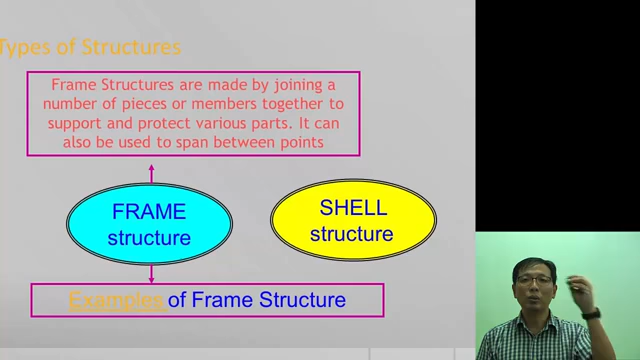 Types of Structures
Frame Structures are made by joining a
number of pieces or members together to
support and protect various parts. It can
also be used to span between points
FRAME
structure
SHELL
structure
Examples of Frame Structure